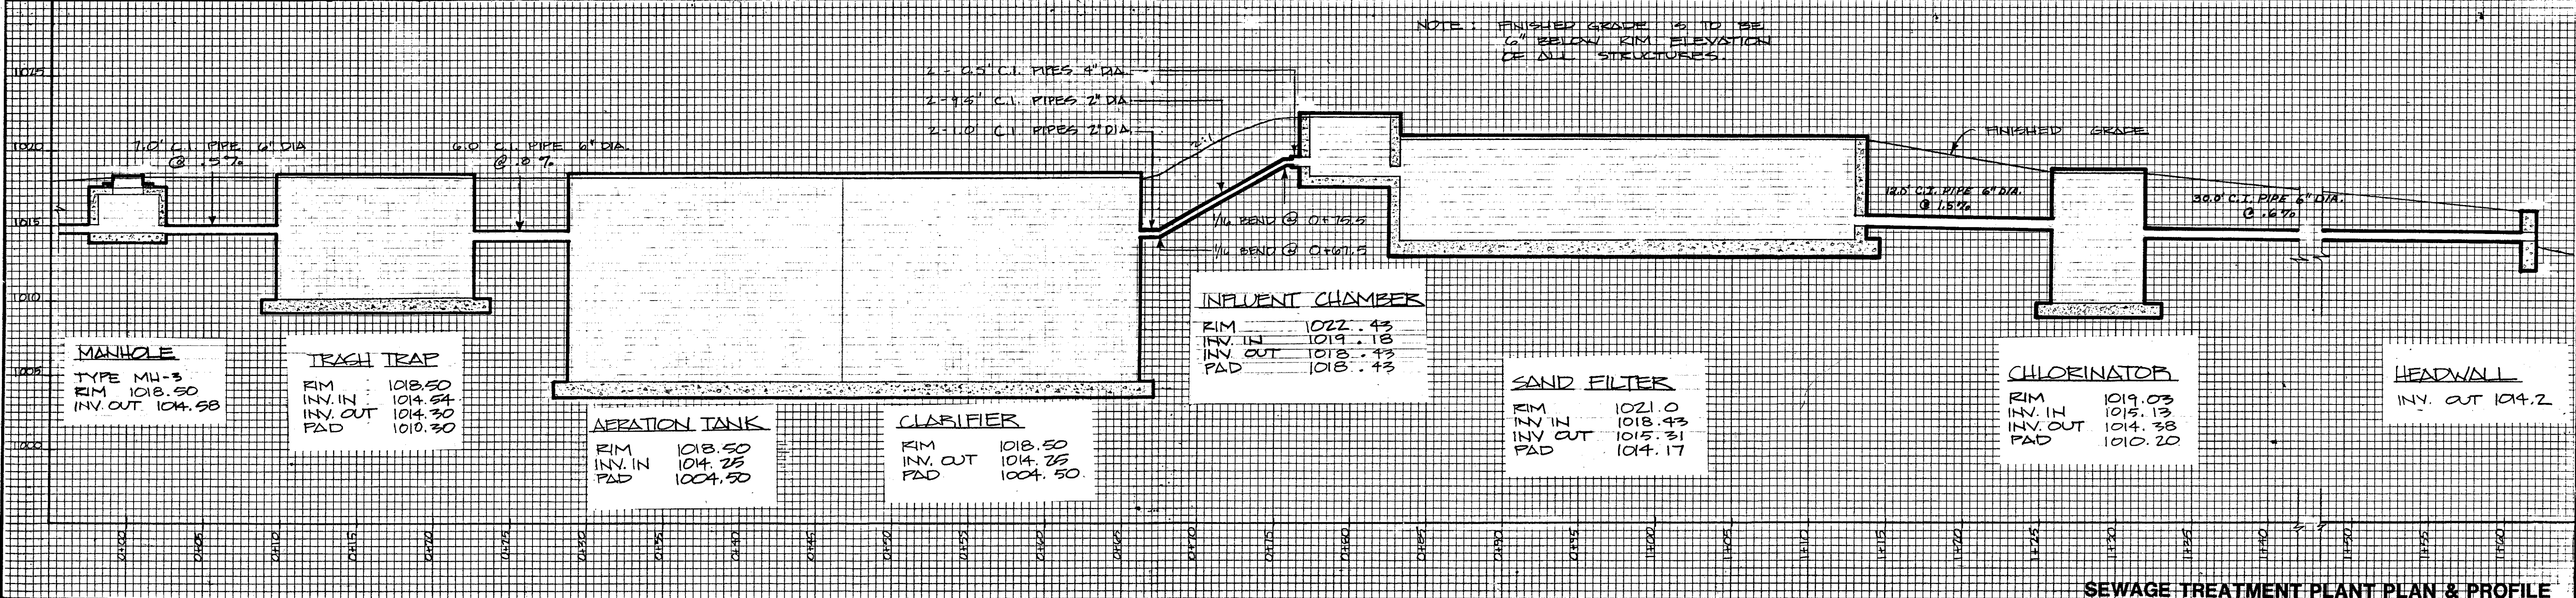 NOTE: FINISHED GRADE IS TO BE
6" BELOW RIM ELEVATION
OF ALL STRUCTURES.
1025
1020
1015
1010
1005
1000
7.0' C.I. PIPE 6" DIA
@ .5%
6.0' C.I. PIPE 6" DIA.
@ .8%
2 - 0.5' C.I. PIPES 4" DIA.
2 - 9.5' C.I. PIPES 2" DIA
2 - 1.0' C.I. PIPES 2" DIA
2:1
1/16 BEND @ 0+75.5
1/16 BEND @ 0+67.5
FINISHED GRADE
12.0' C.I. PIPE 6" DIA.
@ 1.5%
30.0' C.I. PIPE 6" DIA.
@ .6%
MANHOLE
TYPE MH-3
RIM 1018.50
INV. OUT 1014.58
TRASH TRAP
RIM 1018.50
INV. IN 1014.54
INV. OUT 1014.30
PAD 1010.30
AERATION TANK
RIM 1018.50
INV. IN 1014.25
PAD 1004.50
CLARIFIER
RIM 1018.50
INV. OUT 1014.25
PAD 1004.50
INFLUENT CHAMBER
RIM 1022.43
INV. IN 1019.18
INV. OUT 1018.43
PAD 1018.43
SAND FILTER
RIM 1021.0
INV IN 1018.43
INV OUT 1015.31
PAD 1014.17
CHLORINATOR
RIM 1019.03
INV. IN 1015.13
INV. OUT 1014.38
PAD 1010.20
HEADWALL
INV. OUT 1014.2
0+00
0+05
0+10
0+15
0+20
0+25
0+30
0+35
0+40
0+45
0+50
0+55
0+60
0+65
0+70
0+75
0+80
0+85
0+90
0+95
1+00
1+05
1+10
1+15
1+20
1+25
1+30
1+35
1+40
1+50
1+55
1+60
SEWAGE TREATMENT PLANT PLAN & PROFILE